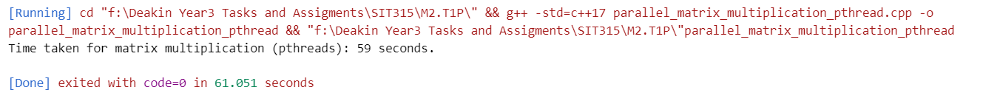 [Running] cd "f:\Deakin Year3 Tasks and Assigments\SIT315\M2.T1P\" && g++ -std=c++17 parallel_matrix_multiplication_pthread.cpp -o
parallel_matrix_multiplication_pthread && "f:\Deakin Year3 Tasks and Assigments\SIT315\M2.T1P\"parallel_matrix_multiplication_pthread
Time taken for matrix multiplication (pthreads): 59 seconds.
[Done] exited with code=0 in 61.051 seconds